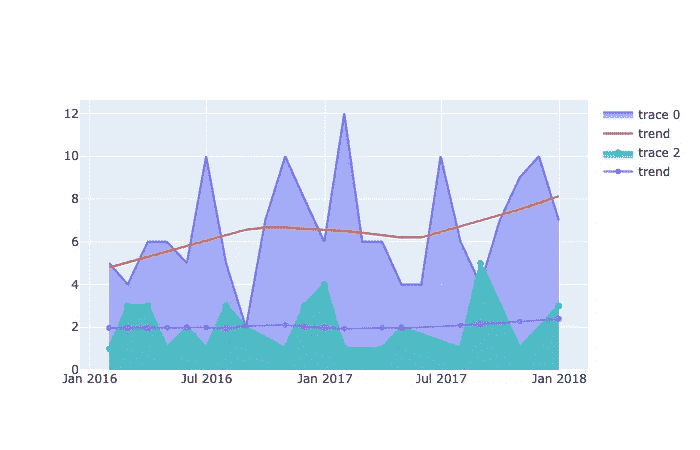 12
10
8
6
4
2
0
Jan 2016
Jul 2016
Jan 2017
Jul 2017
Jan 2018
trace 0
trend
trace 2
trend